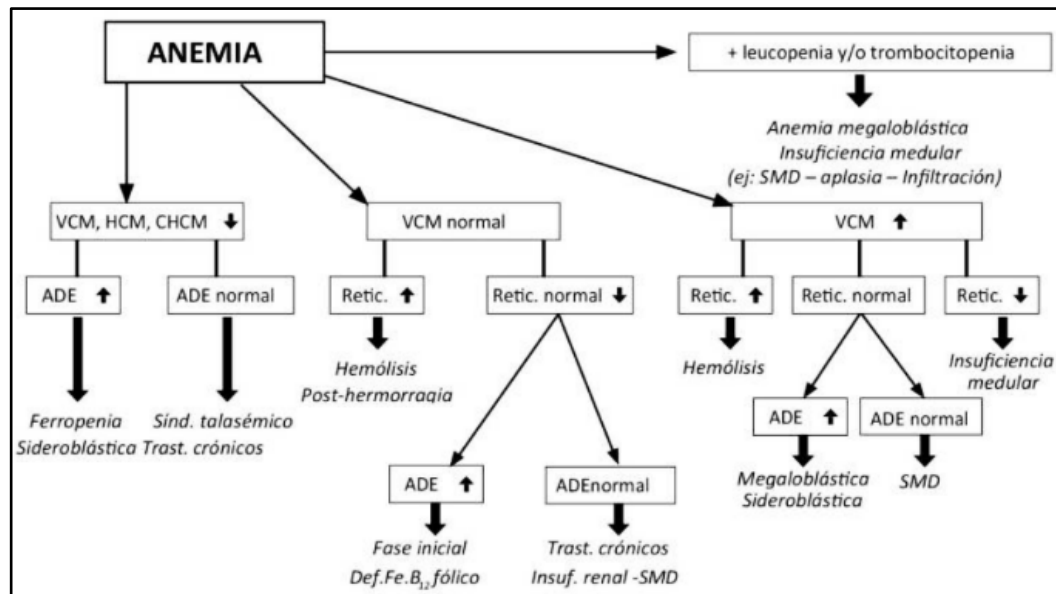 ANEMIA
+ leucopenia y/o trombocitopenia
Anemia megaloblástica
Insuficiencia medular
(ej: SMD – aplasia – Infiltración)
VCM, HCM, CHCM ↓
ADE ↑
ADE normal
Ferropenia
Sideroblástica
Sínd. talasémico
Trast. crónicos
VCM normal
Retic. ↑
Retic. normal ↓
Hemólisis
Post-hermorragia
ADE ↑
ADEnormal
Fase inicial
Def.Fe.B12 fólico
Trast. crónicos
Insuf. renal -SMD
VCM ↑
Retic. ↑
Retic. normal
Retic. ↓
Hemólisis
Insuficiencia
medular
ADE ↑
ADE normal
Megaloblástica
Sideroblástica
SMD